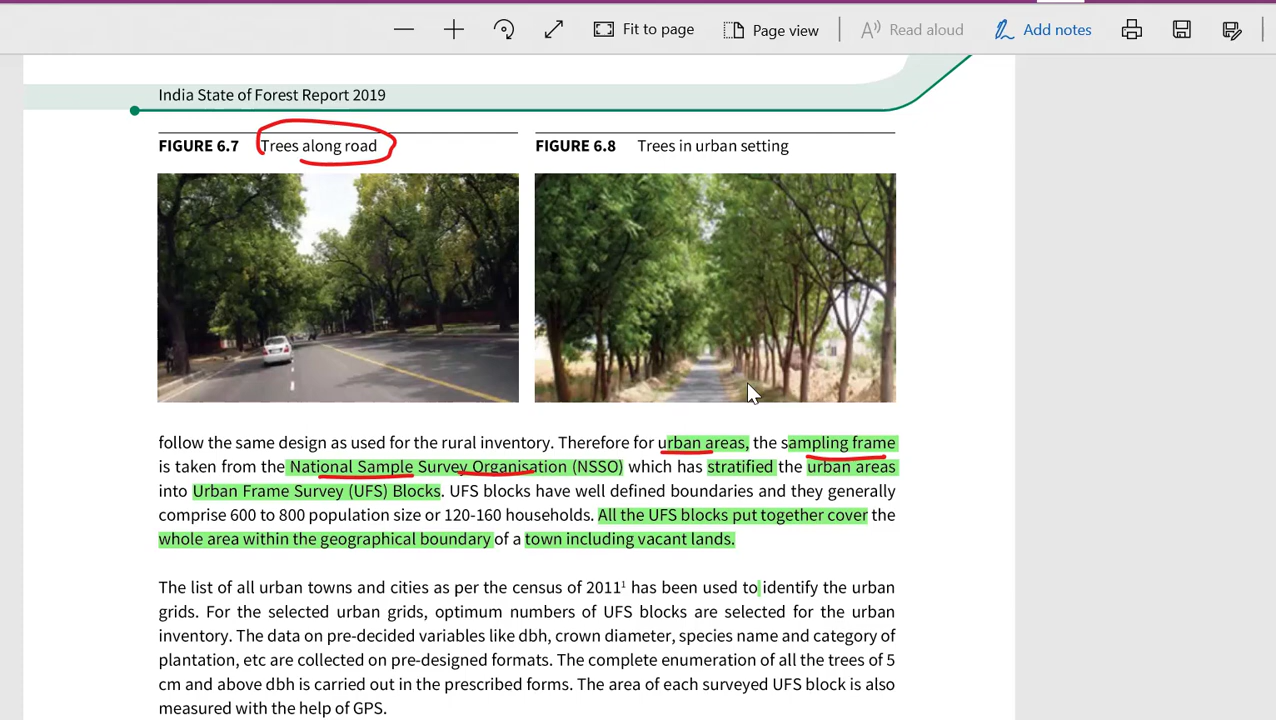 Fit to page
Page view
Read aloud
Add notes
India State of Forest Report 2019
FIGURE 6.7 Trees along road
FIGURE 6.8 Trees in urban setting
follow the same design as used for the rural inventory. Therefore for urban areas, the sampling frame
is taken from the National Sample Survey Organisation (NSSO) which has stratified the urban areas
into Urban Frame Survey (UFS) Blocks. UFS blocks have well defined boundaries and they generally
comprise 600 to 800 population size or 120-160 households. All the UFS blocks put together cover the
whole area within the geographical boundary of a town including vacant lands.
The list of all urban towns and cities as per the census of 2011¹ has been used to identify the urban
grids. For the selected urban grids, optimum numbers of UFS blocks are selected for the urban
inventory. The data on pre-decided variables like dbh, crown diameter, species name and category of
plantation, etc are collected on pre-designed formats. The complete enumeration of all the trees of 5
cm and above dbh is carried out in the prescribed forms. The area of each surveyed UFS block is also
measured with the help of GPS.